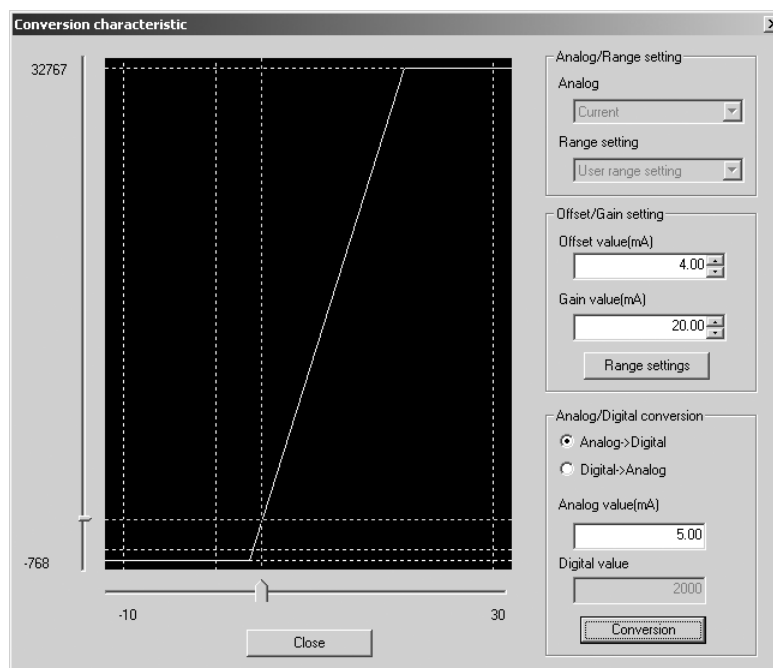 Conversion characteristic
32767
-768
-10
30
Close
Analog/Range setting
Analog
Current
Range setting
User range setting
Offset/Gain setting
Offset value(mA)
4.00
Gain value(mA)
20.00
Range settings
Analog/Digital conversion
Analog->Digital
Digital->Analog
Analog value(mA)
5.00
Digital value
2000
Conversion